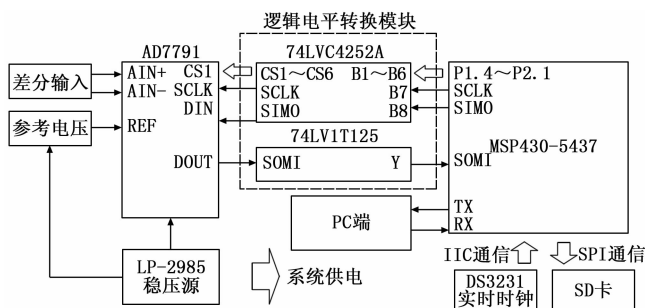 逻辑电平转换模块
AD7791
74LVC4252A
差分输入
AIN+ CS1
AIN- SCLK
DIN
CS1～CS6 B1～B6
SCLK B7
SIMO B8
P1.4～P2.1
SCLK
SIMO
参考电压
REF
74LV1T125
MSP430-5437
DOUT
SOMI Y
SOMI
PC端
TX
RX
LP-2985
稳压源
系统供电
IIC通信
SPI通信
DS3231
实时时钟
SD卡